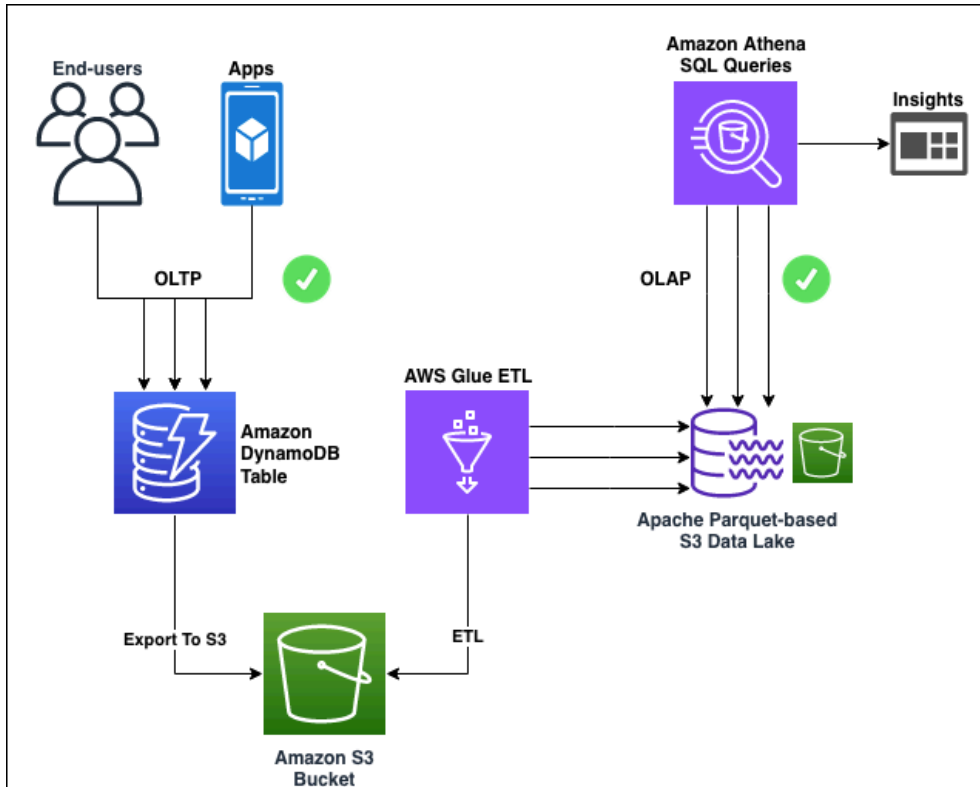 End-users
Apps
Amazon Athena
SQL Queries
Insights
OLTP
OLAP
AWS Glue ETL
Amazon
DynamoDB
Table
Apache Parquet-based
S3 Data Lake
Export To S3
ETL
Amazon S3
Bucket